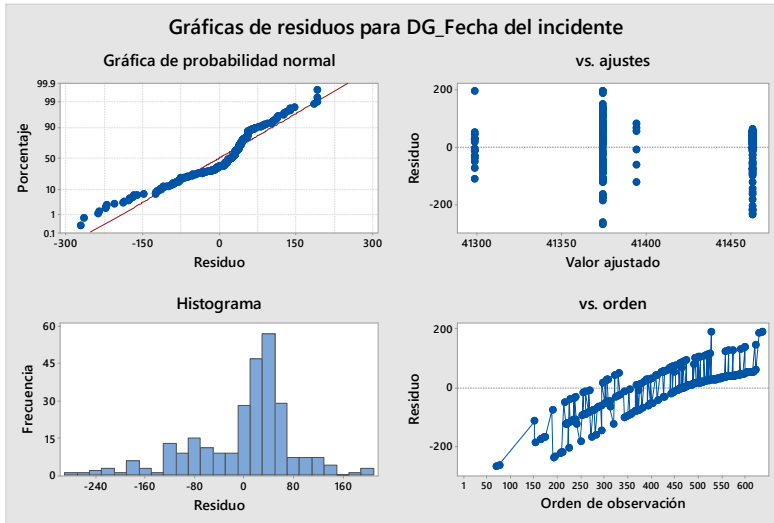 Gráficas de residuos para DG_Fecha del incidente
Gráfica de probabilidad normal
99.9
99
90
50
10
1
0.1
Porcentaje
-300 -150 0 150 300
Residuo
vs. ajustes
200
0
-200
Residuo
41300 41350 41400 41450
Valor ajustado
Histograma
60
45
30
15
0
Frecuencia
-240 -160 -80 0 80 160
Residuo
vs. orden
200
0
-200
Residuo
1 50 100 150 200 250 300 350 400 450 500 550 600
Orden de observación